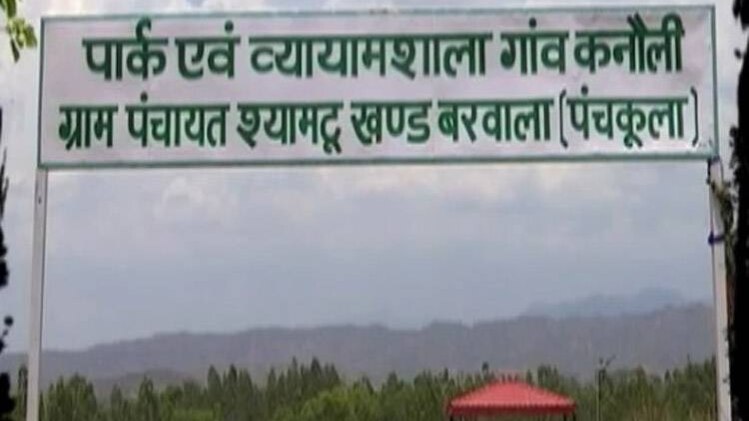 पार्क एवं व्यायामशाला गांव कनौली
ग्राम पंचायत श्यामटू खण्ड बरवाला (पंचकूला)